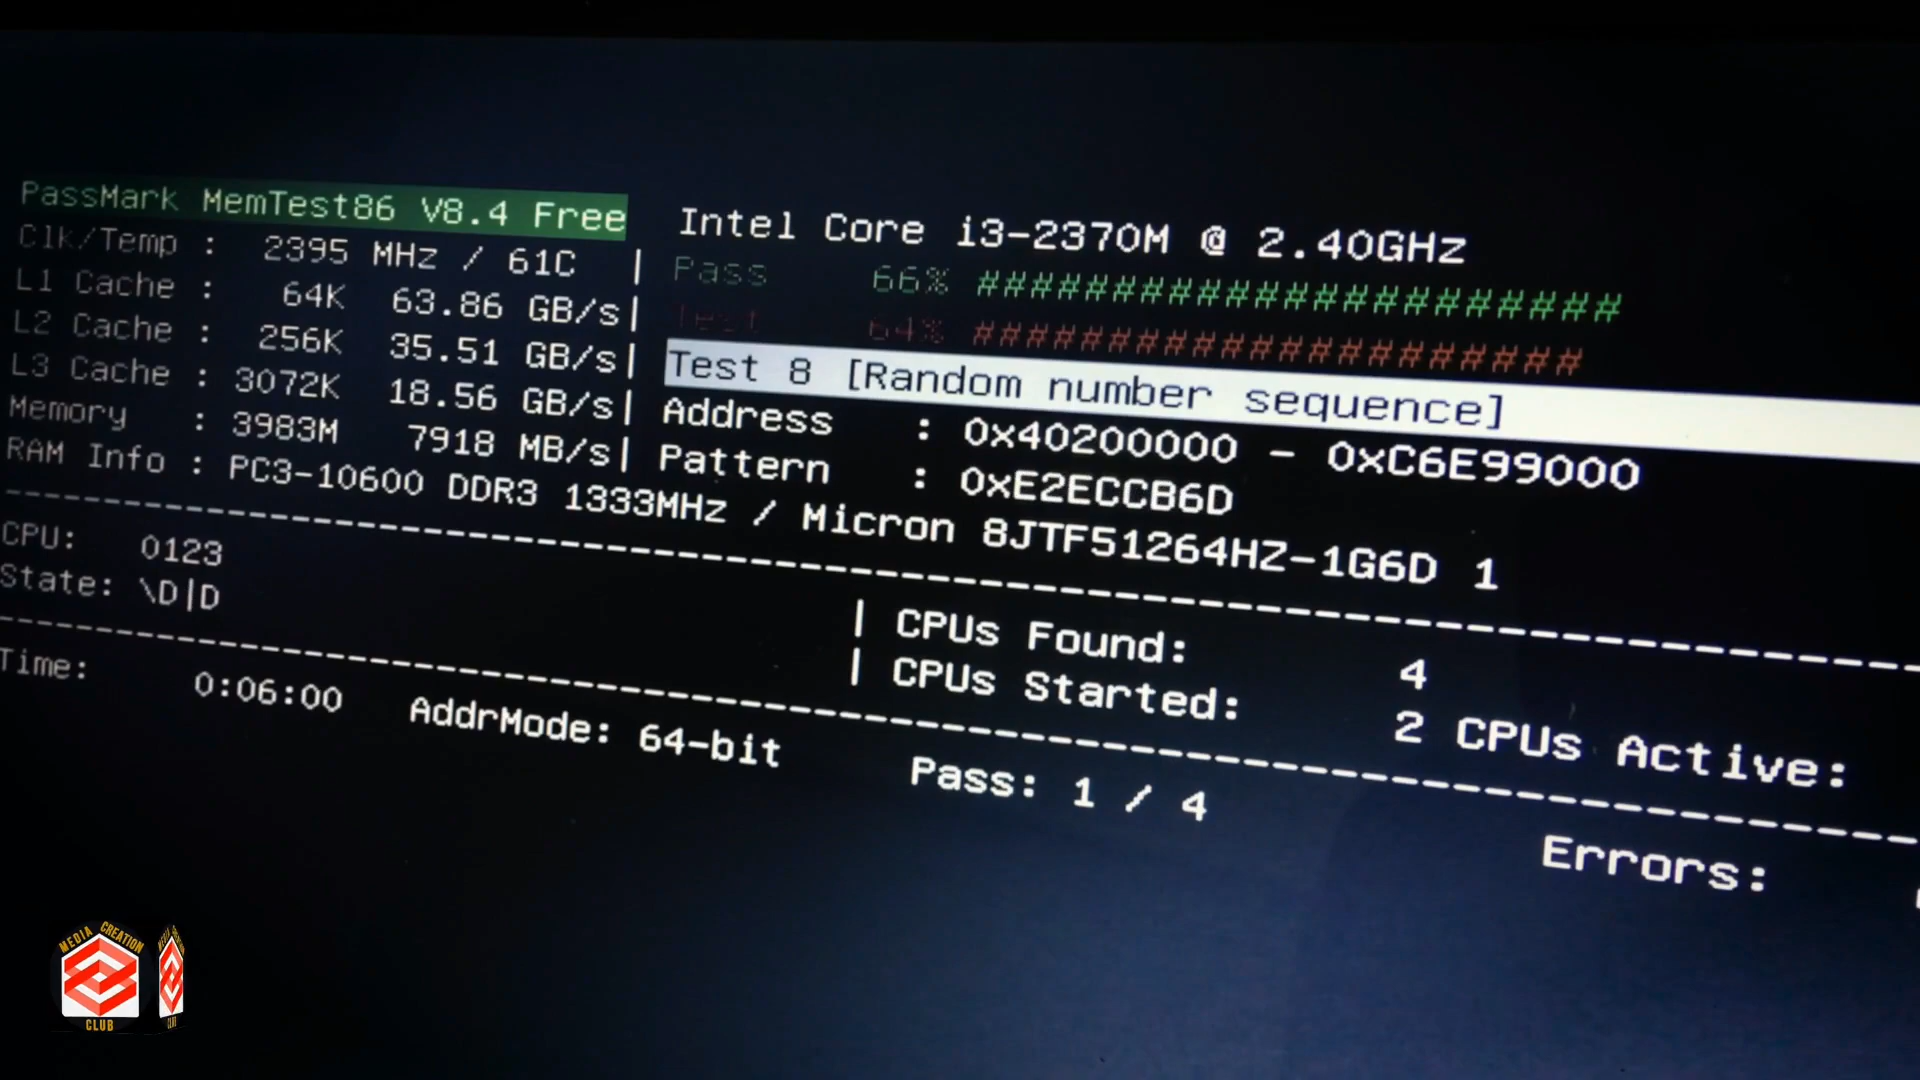 PassMark MemTest86 V8.4 Free Intel Core i3-2370M @ 2.40GHz
Clk/Temp : 2395 MHz / 61C | Pass 66% ########################
L1 Cache : 64K 63.86 GB/s| Test 64% #######################
L2 Cache : 256K 35.51 GB/s| Test 8 [Random number sequence]
L3 Cache : 3072K 18.56 GB/s| Address : 0x40200000 - 0xC6E99000
Memory : 3983M 7918 MB/s| Pattern : 0xE2ECCB6D
RAM Info : PC3-10600 DDR3 1333MHz / Micron 8JTF51264HZ-1G6D 1
CPU: 0123 | CPUs Found: 4
State: \D|D | CPUs Started: 2 CPUs Active:
Time: 0:06:00 AddrMode: 64-bit Pass: 1 / 4 Errors:
MEDIA CREATION
CLUB